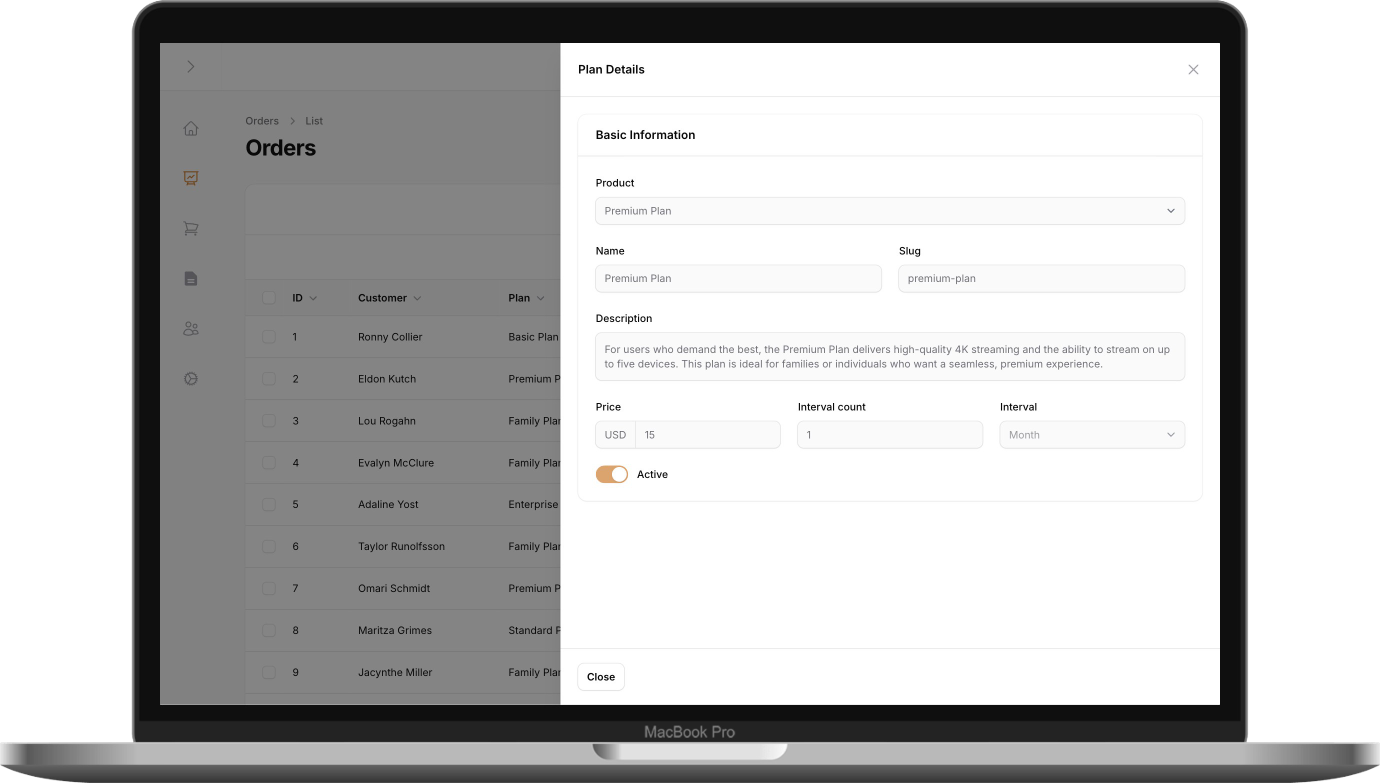 Orders > List
Orders
ID Customer Plan
1 Ronny Collier Basic Plan
2 Eldon Kutch Premium P
3 Lou Rogahn Family Plan
4 Evalyn McClure Family Plan
5 Adaline Yost Enterprise
6 Taylor Runolfsson Family Plan
7 Omari Schmidt Premium P
8 Maritza Grimes Standard P
9 Jacynthe Miller Family Plan
Plan Details
Basic Information
Product
Premium Plan
Name Slug
Premium Plan premium-plan
Description
For users who demand the best, the Premium Plan delivers high-quality 4K streaming and the ability to stream on up
to five devices. This plan is ideal for families or individuals who want a seamless, premium experience.
Price Interval count Interval
USD 15 1 Month
Active
Close
MacBook Pro